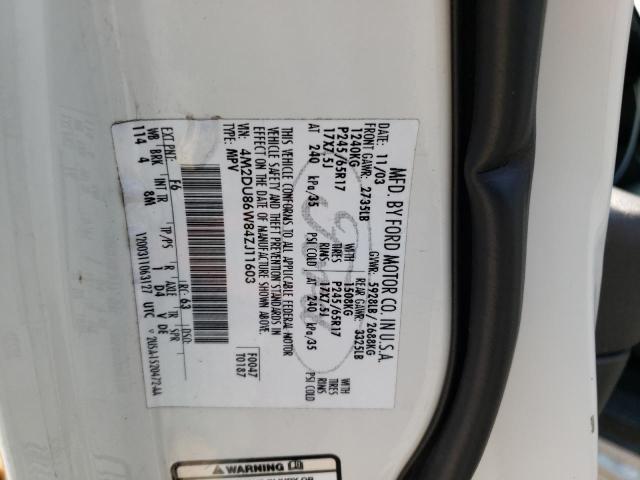 MFD. BY FORD MOTOR CO. IN U.S.A.
DATE: 11/03 GVWR: 5928LB / 2688KG
FRONT GAWR: 2735LB REAR GAWR: 3325LB
1240KG 1508KG WITH
P245/65R17 P245/65R17 TIRES
17X7.5J 17X7.5J RIMS
AT 240 kPa/35 PSI COLD AT 240 kPa/35 PSI COLD
THIS VEHICLE CONFORMS TO ALL APPLICABLE FEDERAL MOTOR
VEHICLE SAFETY AND THEFT PREVENTION STANDARDS IN
EFFECT ON THE DATE OF MANUFACTURE SHOWN ABOVE.
VIN: 4M2DU86W84ZJ11603
TYPE: MPV
F0047
T0187
EXT PNT: F6 RC: 63 DSO:
WB BRK INT TR TP/PS R AXLE TR SPR
114 4 8M D4 V DE
12000311063127 UTC
WARNING